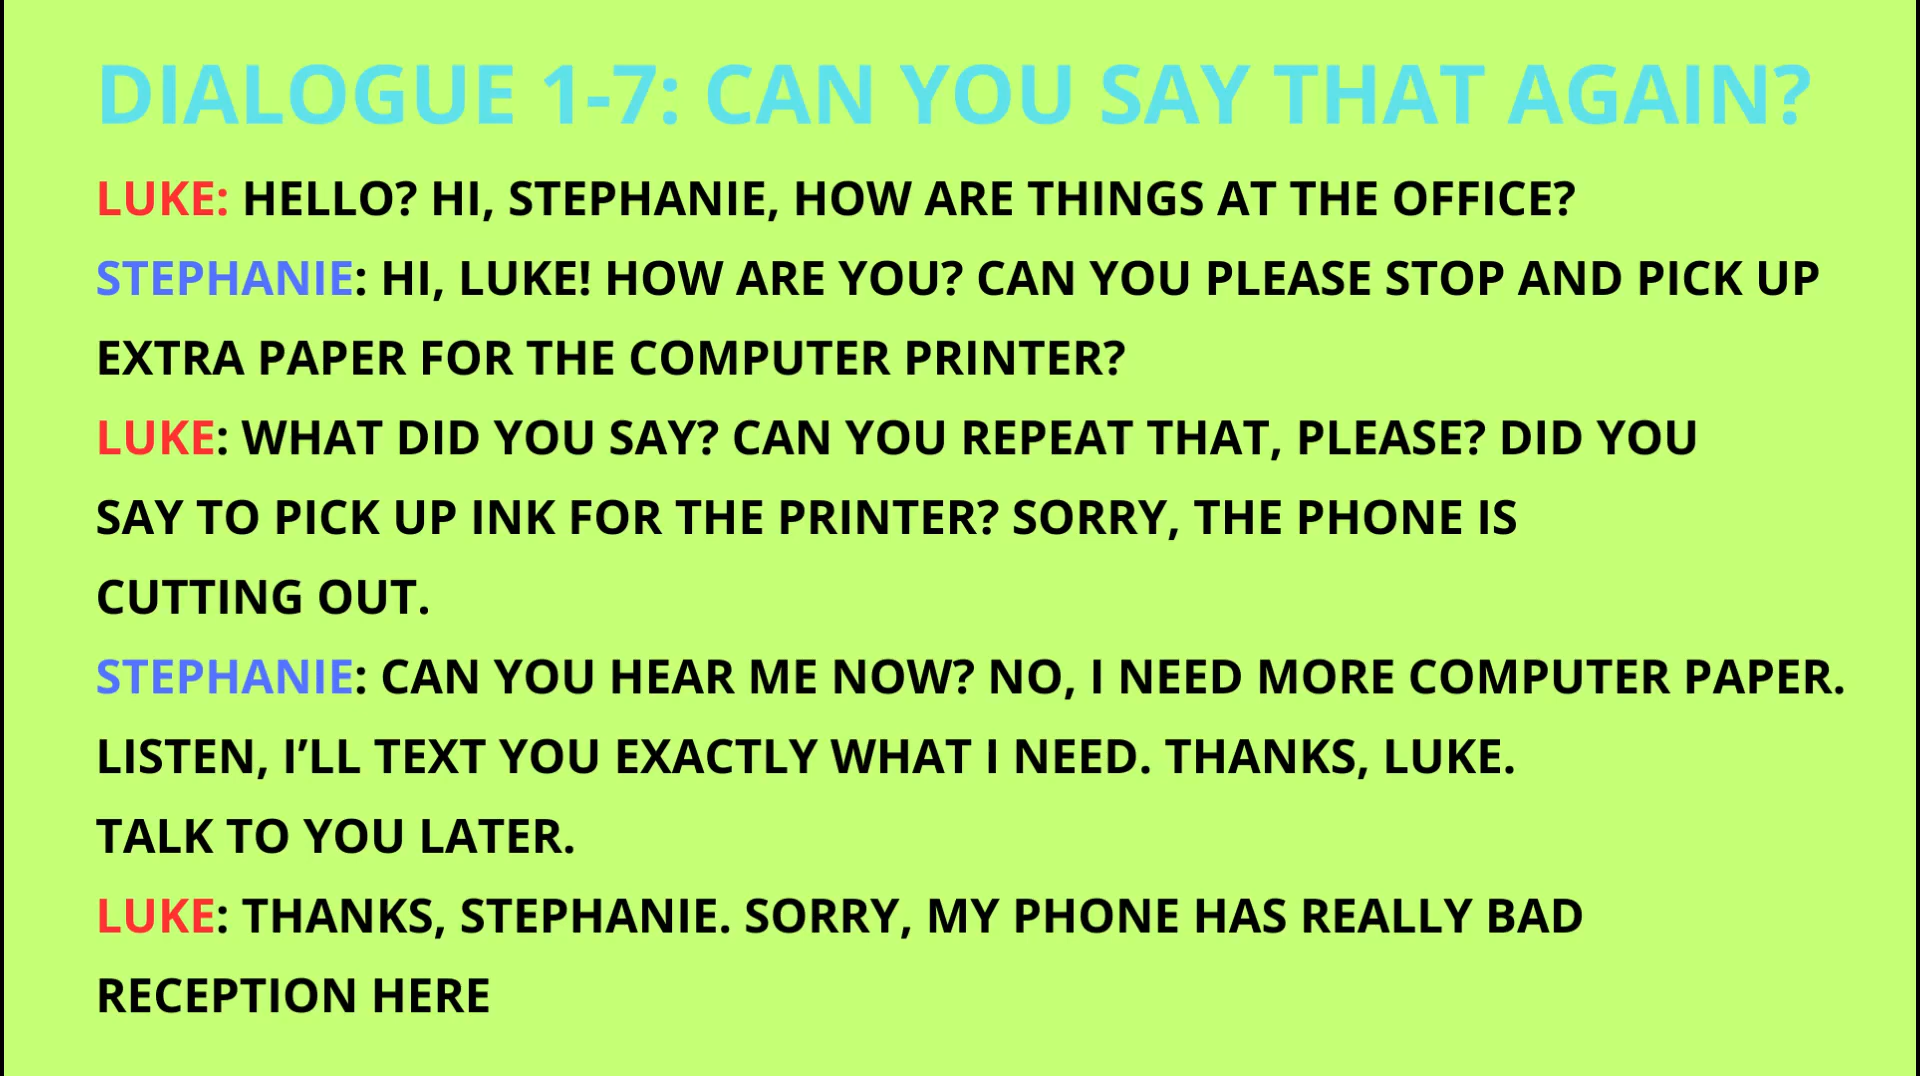 DIALOGUE 1-7: CAN YOU SAY THAT AGAIN?
LUKE: HELLO? HI, STEPHANIE, HOW ARE THINGS AT THE OFFICE?
STEPHANIE: HI, LUKE! HOW ARE YOU? CAN YOU PLEASE STOP AND PICK UP
EXTRA PAPER FOR THE COMPUTER PRINTER?
LUKE: WHAT DID YOU SAY? CAN YOU REPEAT THAT, PLEASE? DID YOU
SAY TO PICK UP INK FOR THE PRINTER? SORRY, THE PHONE IS
CUTTING OUT.
STEPHANIE: CAN YOU HEAR ME NOW? NO, I NEED MORE COMPUTER PAPER.
LISTEN, I’LL TEXT YOU EXACTLY WHAT I NEED. THANKS, LUKE.
TALK TO YOU LATER.
LUKE: THANKS, STEPHANIE. SORRY, MY PHONE HAS REALLY BAD
RECEPTION HERE